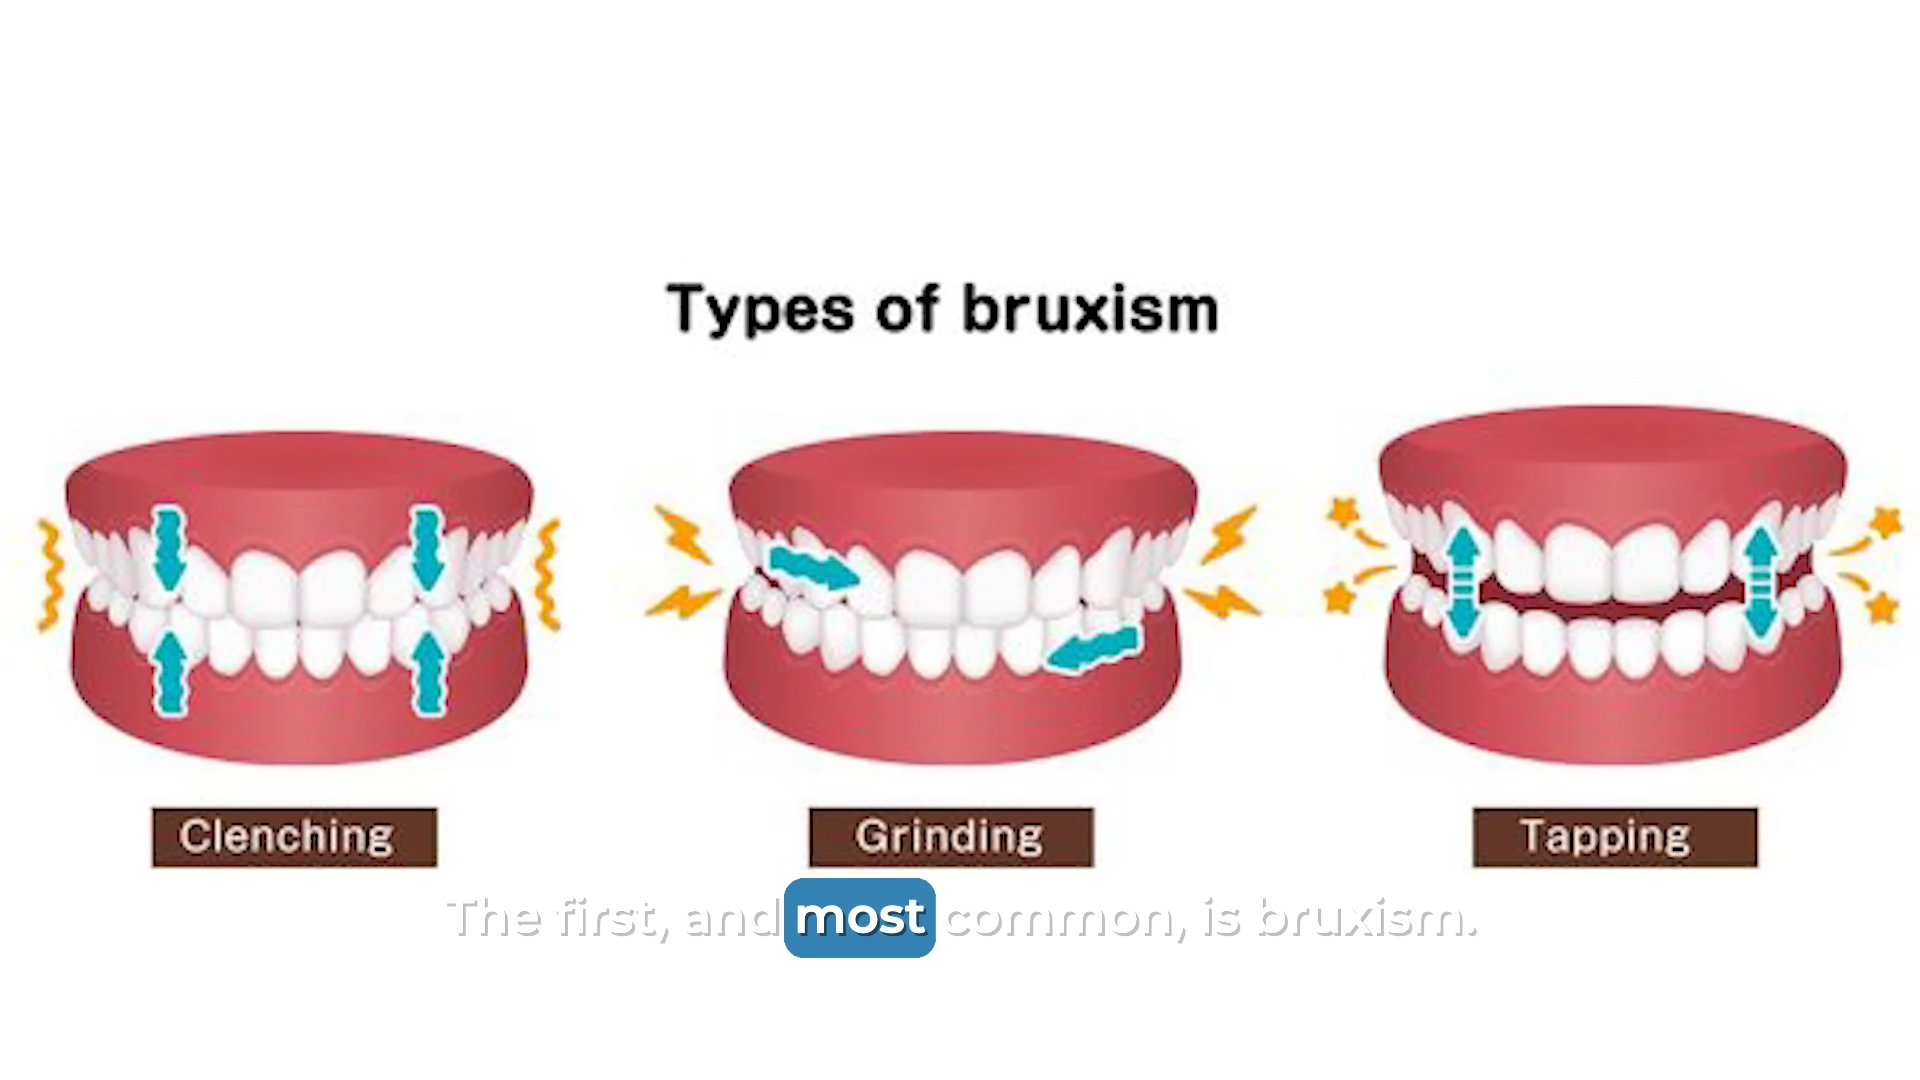 Types of bruxism
Clenching
Grinding
Tapping
The first, and most common, is bruxism.